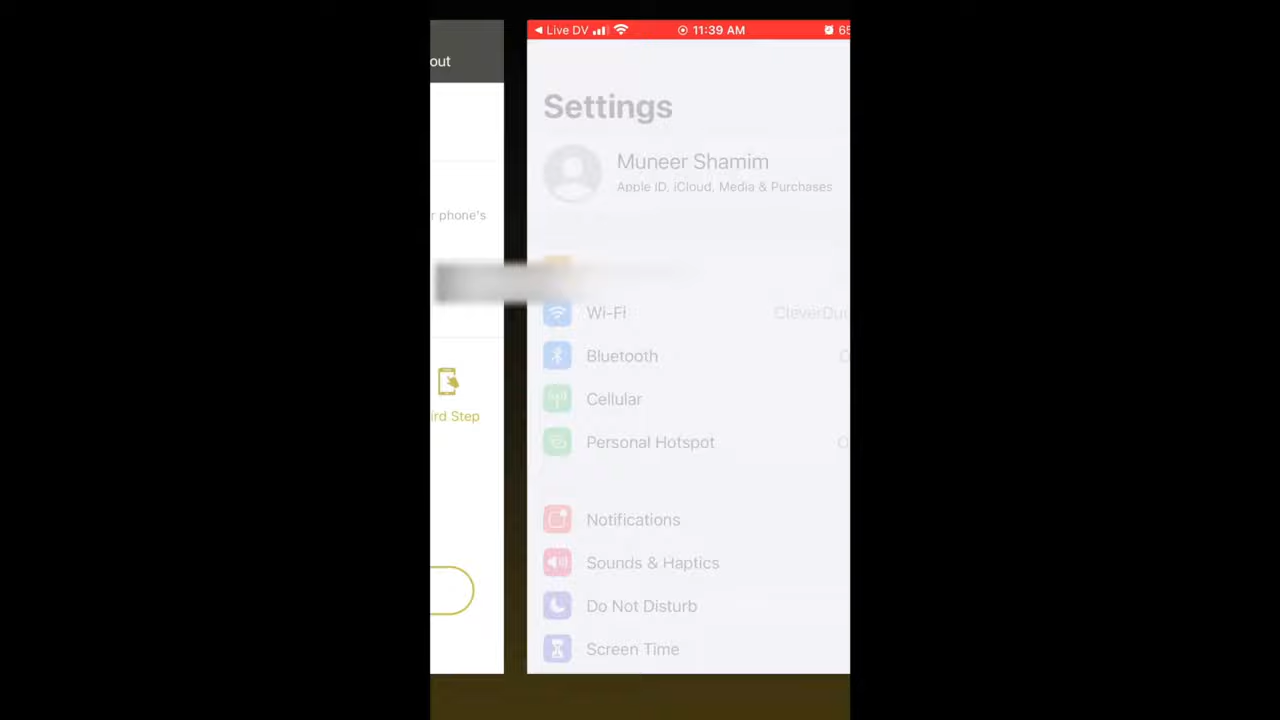 out
r phone's
ird Step
Live DV
11:39 AM
Settings
Muneer Shamim
Apple ID, iCloud, Media & Purchases
Wi-Fi
Bluetooth
Cellular
Personal Hotspot
Notifications
Sounds & Haptics
Do Not Disturb
Screen Time